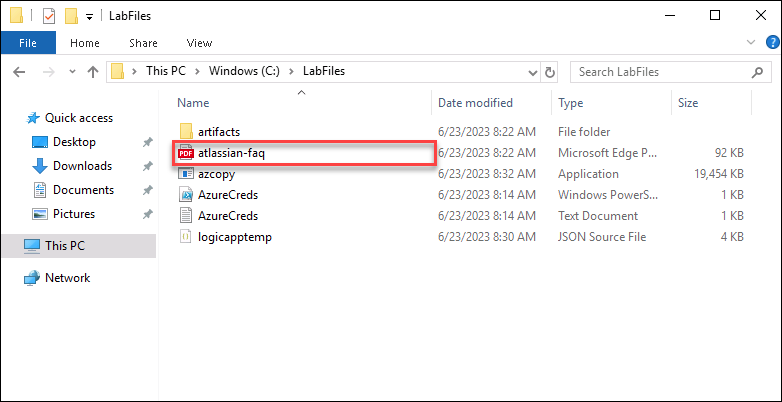 LabFiles
File Home Share View
This PC > Windows (C:) > LabFiles Search LabFiles
Name Date modified Type Size
Quick access
Desktop
Downloads
Documents
Pictures
This PC
Network
artifacts 6/23/2023 8:22 AM File folder
PDF atlassian-faq 6/23/2023 8:22 AM Microsoft Edge P... 92 KB
azcopy 6/23/2023 8:32 AM Application 19,454 KB
AzureCreds 6/23/2023 8:14 AM Windows PowerS... 1 KB
AzureCreds 6/23/2023 8:14 AM Text Document 1 KB
logicapptemp 6/23/2023 8:30 AM JSON Source File 4 KB